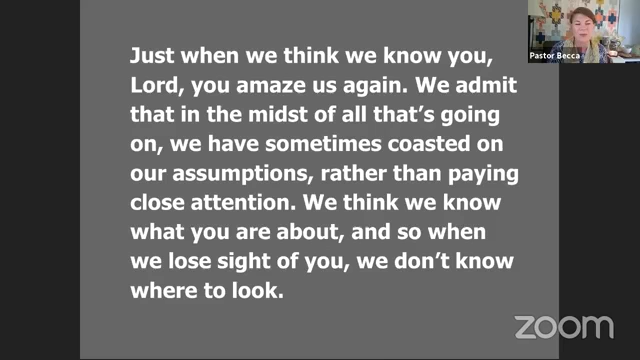 Just when we think we know you,
Lord, you amaze us again. We admit
that in the midst of all that’s going
on, we have sometimes coasted on
our assumptions, rather than paying
close attention. We think we know
what you are about, and so when
we lose sight of you, we don’t know
where to look.
Pastor Becca
zoom